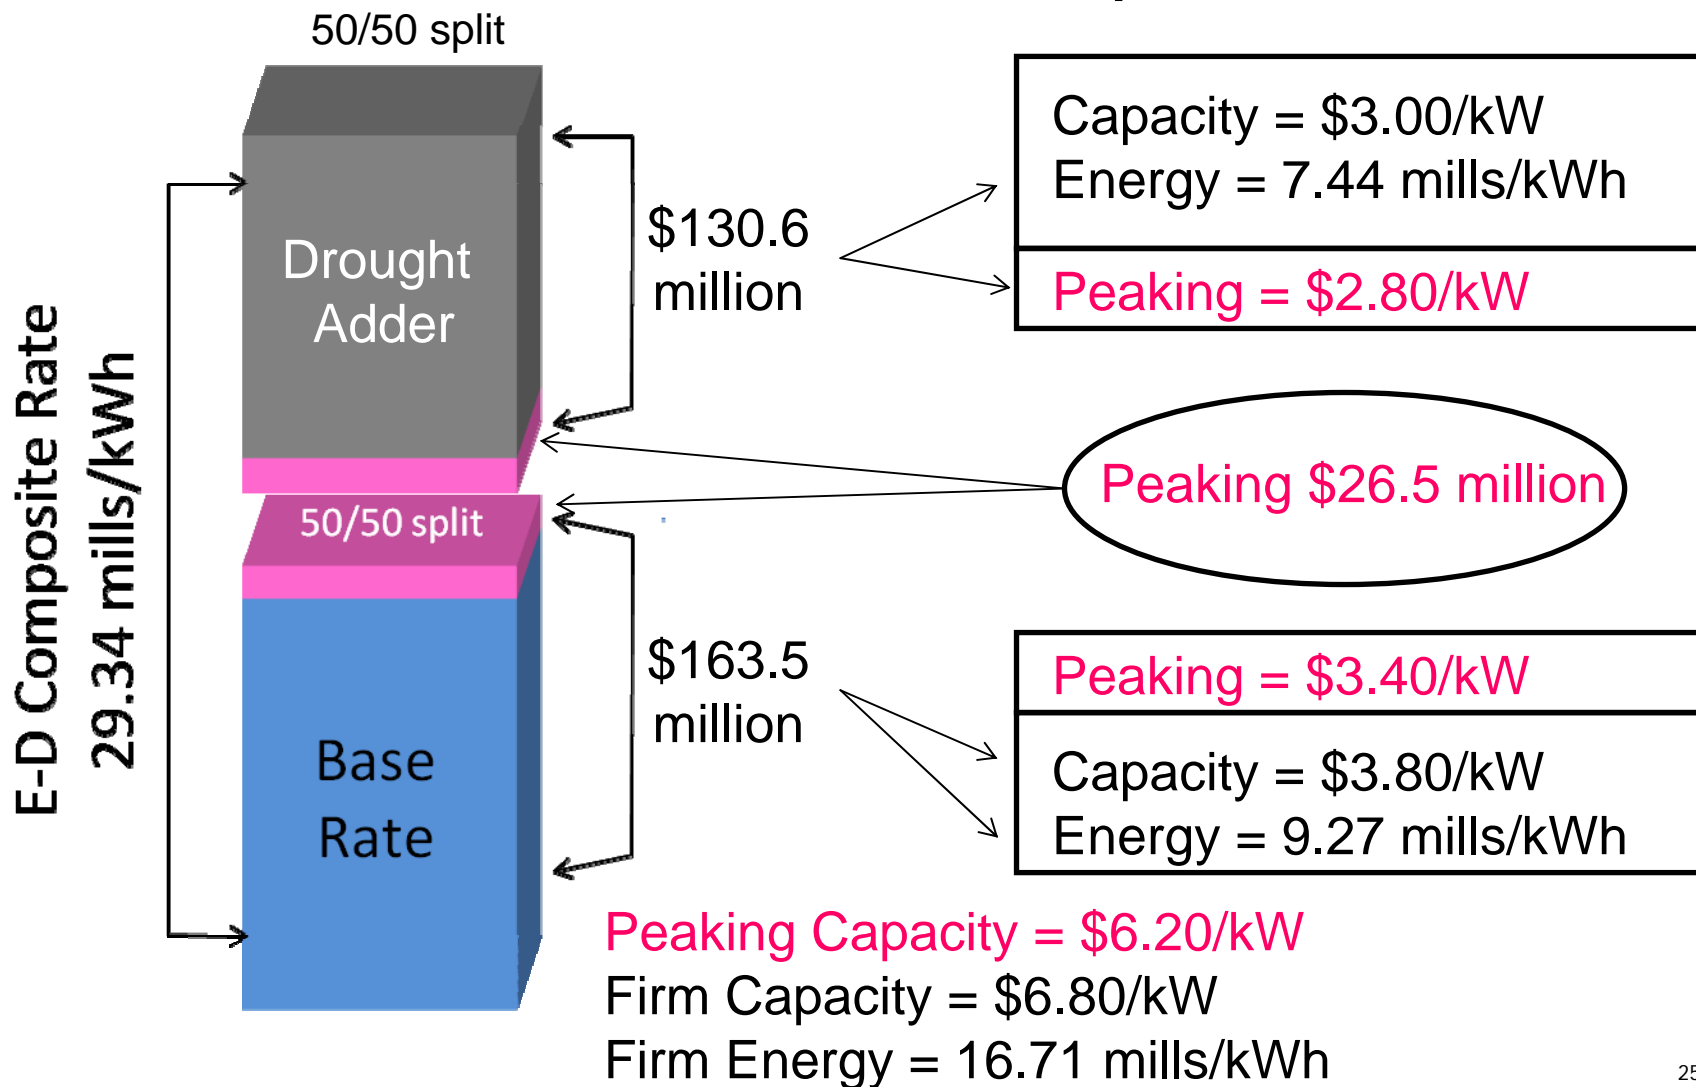 50/50 split
Capacity = $3.00/kW
Energy = 7.44 mills/kWh
Peaking = $2.80/kW
Drought
Adder
$130.6
million
E-D Composite Rate
29.34 mills/kWh
Peaking $26.5 million
50/50 split
$163.5
million
Peaking = $3.40/kW
Capacity = $3.80/kW
Energy = 9.27 mills/kWh
Base
Rate
Peaking Capacity = $6.20/kW
Firm Capacity = $6.80/kW
Firm Energy = 16.71 mills/kWh
25